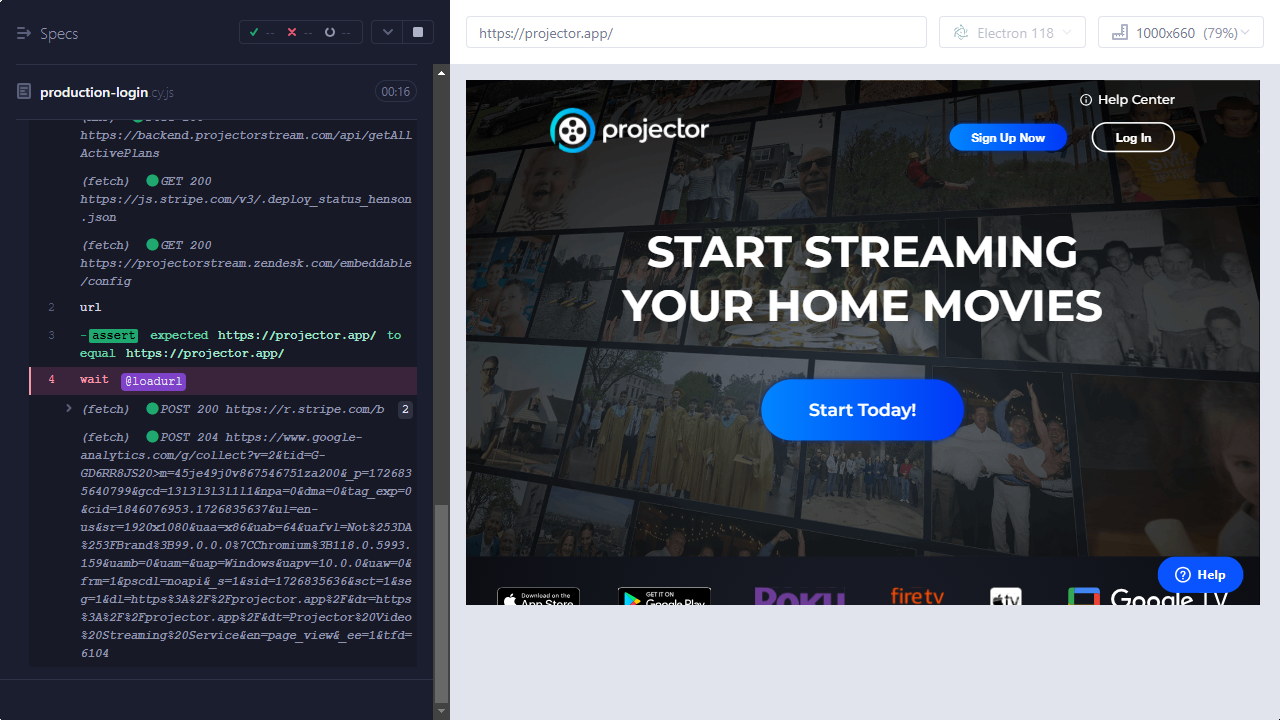 Specs
-- -- --
https://projector.app/
Electron 118
1000x660 (79%)
production-login.cy.js
00:16
https://backend.projectorstream.com/api/getAll
ActivePlans
(fetch) GET 200
https://js.stripe.com/v3/.deploy_status_henson
.json
(fetch) GET 200
https://projectorstream.zendesk.com/embeddable
/config
2 url
3 -assert expected https://projector.app/ to
equal https://projector.app/
4 wait @loadurl
(fetch) POST 200 https://r.stripe.com/b 2
(fetch) POST 204 https://www.google-
analytics.com/g/collect?v=2&tid=G-
GD6RR8JS20>m=45je49j0v867546751za200&_p=172683
5640799&gcd=13l3l3l3l1l1&npa=0&dma=0&tag_exp=0
&cid=1846076953.1726835637&ul=en-
us&sr=1920x1080&uaa=x86&uab=64&uafvl=Not%253DA
%253FBrand%3B99.0.0.0%7CChromium%3B118.0.5993.
159&uamb=0&uam=&uap=Windows&uapv=10.0.0&uaw=0&
frm=1&pscdl=noapi&_s=1&sid=1726835636&sct=1&se
g=1&dl=https%3A%2F%2Fprojector.app%2F&dr=https
%3A%2F%2Fprojector.app%2F&dt=Projector%20Video
%20Streaming%20Service&en=page_view&_ee=1&tfd=
6104
Help Center
projector
Sign Up Now
Log In
START STREAMING
YOUR HOME MOVIES
Start Today!
Help
Download on the
App Store
GET IT ON
Google Play
Roku
fire tv
tv
Google TV